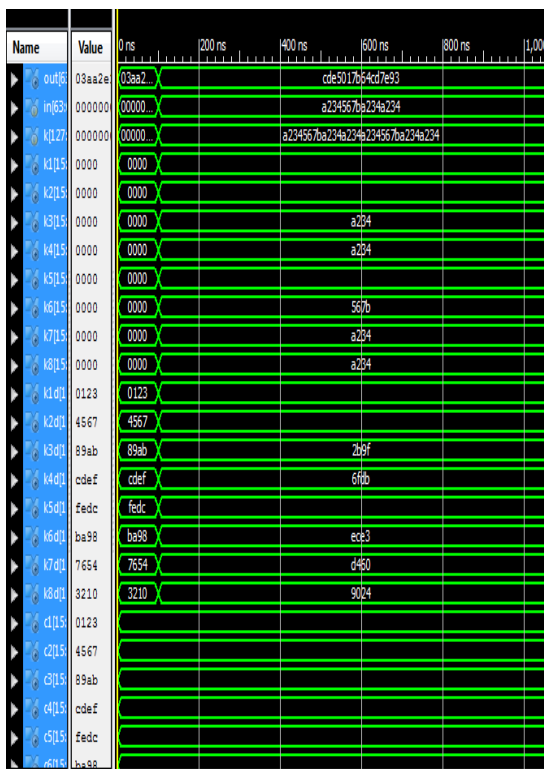 Name Value 0 ns 200 ns 400 ns 600 ns 800 ns 1,00
out[6 03aa2e 03aa2... cde5017b64cd7e93
in[63: 0000000 00000... a234567ba234a234
k[127: 0000000 00000... a234567ba234a234a234567ba234a234
k1[15: 0000 0000
k2[15: 0000 0000
k3[15: 0000 0000 a234
k4[15: 0000 0000 a234
k5[15: 0000 0000
k6[15: 0000 0000 567b
k7[15: 0000 0000 a234
k8[15: 0000 0000 a234
k1d[1 0123 0123
k2d[1 4567 4567
k3d[1 89ab 89ab 2b9f
k4d[1 cdef cdef 6fdb
k5d[1 fedc fedc
k6d[1 ba98 ba98 ece3
k7d[1 7654 7654 d460
k8d[1 3210 3210 9024
c1[15: 0123
c2[15: 4567
c3[15: 89ab
c4[15: cdef
c5[15: fedc
c6[15: ba98